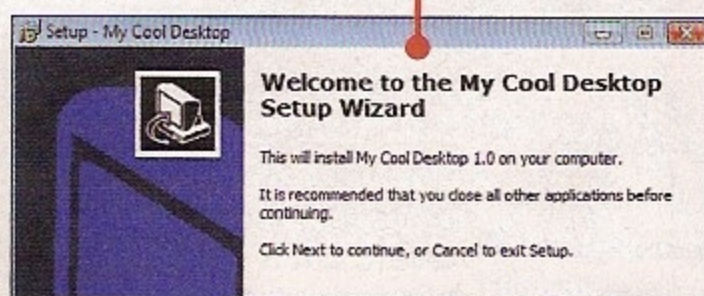 Setup - My Cool Desktop
Welcome to the My Cool Desktop
Setup Wizard
This will install My Cool Desktop 1.0 on your computer.
It is recommended that you close all other applications before
continuing.
Click Next to continue, or Cancel to exit Setup.